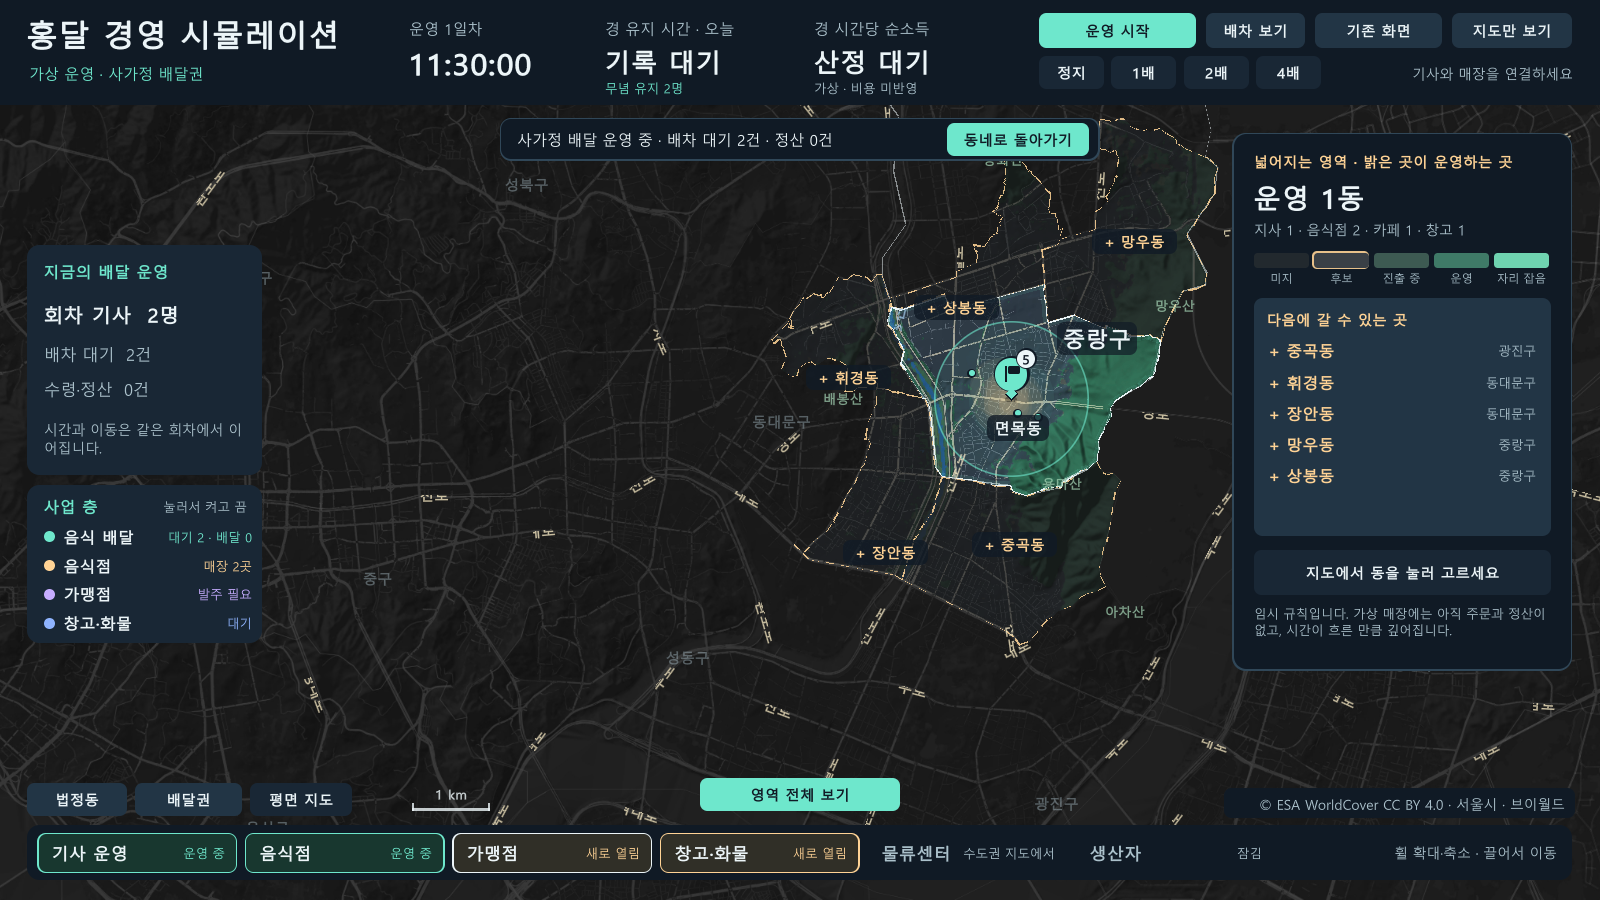 홍달 경영 시뮬레이션
가상 운영 · 사가정 배달권
운영 1일차
11:30:00
경 유지 시간 · 오늘
기록 대기
무념 유지 2명
경 시간당 순소득
산정 대기
가상 · 비용 미반영
운영 시작
배차 보기
기존 화면
지도만 보기
정지
1배
2배
4배
기사와 매장을 연결하세요
사가정 배달 운영 중 · 배차 대기 2건 · 정산 0건
동네로 돌아가기
성북구
지금의 배달 운영
회차 기사 2명
배차 대기 2건
수령·정산 0건
시간과 이동은 같은 회차에서 이
어집니다.
사업 층
눌러서 켜고 끔
음식 배달
대기 2 · 배달 0
음식점
매장 2곳
가맹점
발주 필요
창고·화물
대기
+ 망우동
망우산
+ 상봉동
중랑구
5
+ 휘경동
배봉산
동대문구
면목동
용마산
+ 장안동
+ 중곡동
아차산
중구
성동구
광진구
넓어지는 영역 · 밝은 곳이 운영하는 곳
운영 1동
지사 1 · 음식점 2 · 카페 1 · 창고 1
미지
후보
진출 중
운영
자리 잡음
다음에 갈 수 있는 곳
+ 중곡동
광진구
+ 휘경동
동대문구
+ 장안동
동대문구
+ 망우동
중랑구
+ 상봉동
중랑구
지도에서 동을 눌러 고르세요
임시 규칙입니다. 가상 매장에는 아직 주문과 정산이
없고, 시간이 흐른 만큼 깊어집니다.
법정동
배달권
평면 지도
1 km
영역 전체 보기
© ESA WorldCover CC BY 4.0 · 서울시 · 브이월드
기사 운영
운영 중
음식점
운영 중
가맹점
새로 열림
창고·화물
새로 열림
물류센터
수도권 지도에서
생산자
잠김
휠 확대·축소 · 끌어서 이동